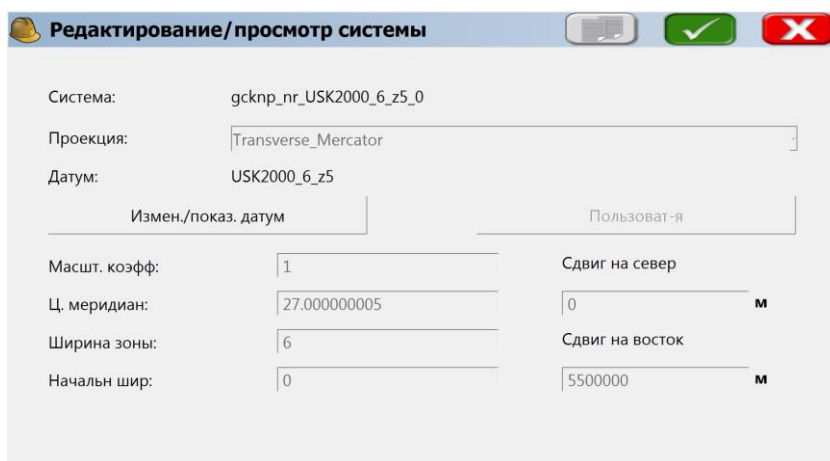 Редактирование/просмотр системы
Система: gcknp_nr_USK2000_6_z5_0
Проекция: Transverse_Mercator
Датум: USK2000_6_z5
Измен./показ. датум Пользоват-я
Масшт. коэфф: 1 Сдвиг на север
Ц. меридиан: 27.000000005 0 м
Ширина зоны: 6 Сдвиг на восток
Начальн шир: 0 5500000 м